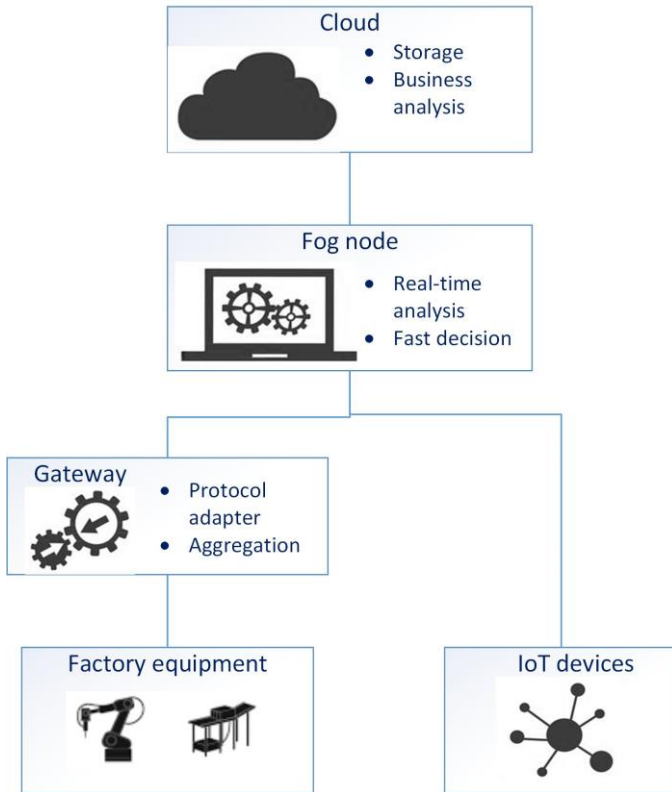 Cloud
• Storage
• Business
analysis
Fog node
• Real-time
analysis
• Fast decision
Gateway
• Protocol
adapter
• Aggregation
Factory equipment
IoT devices